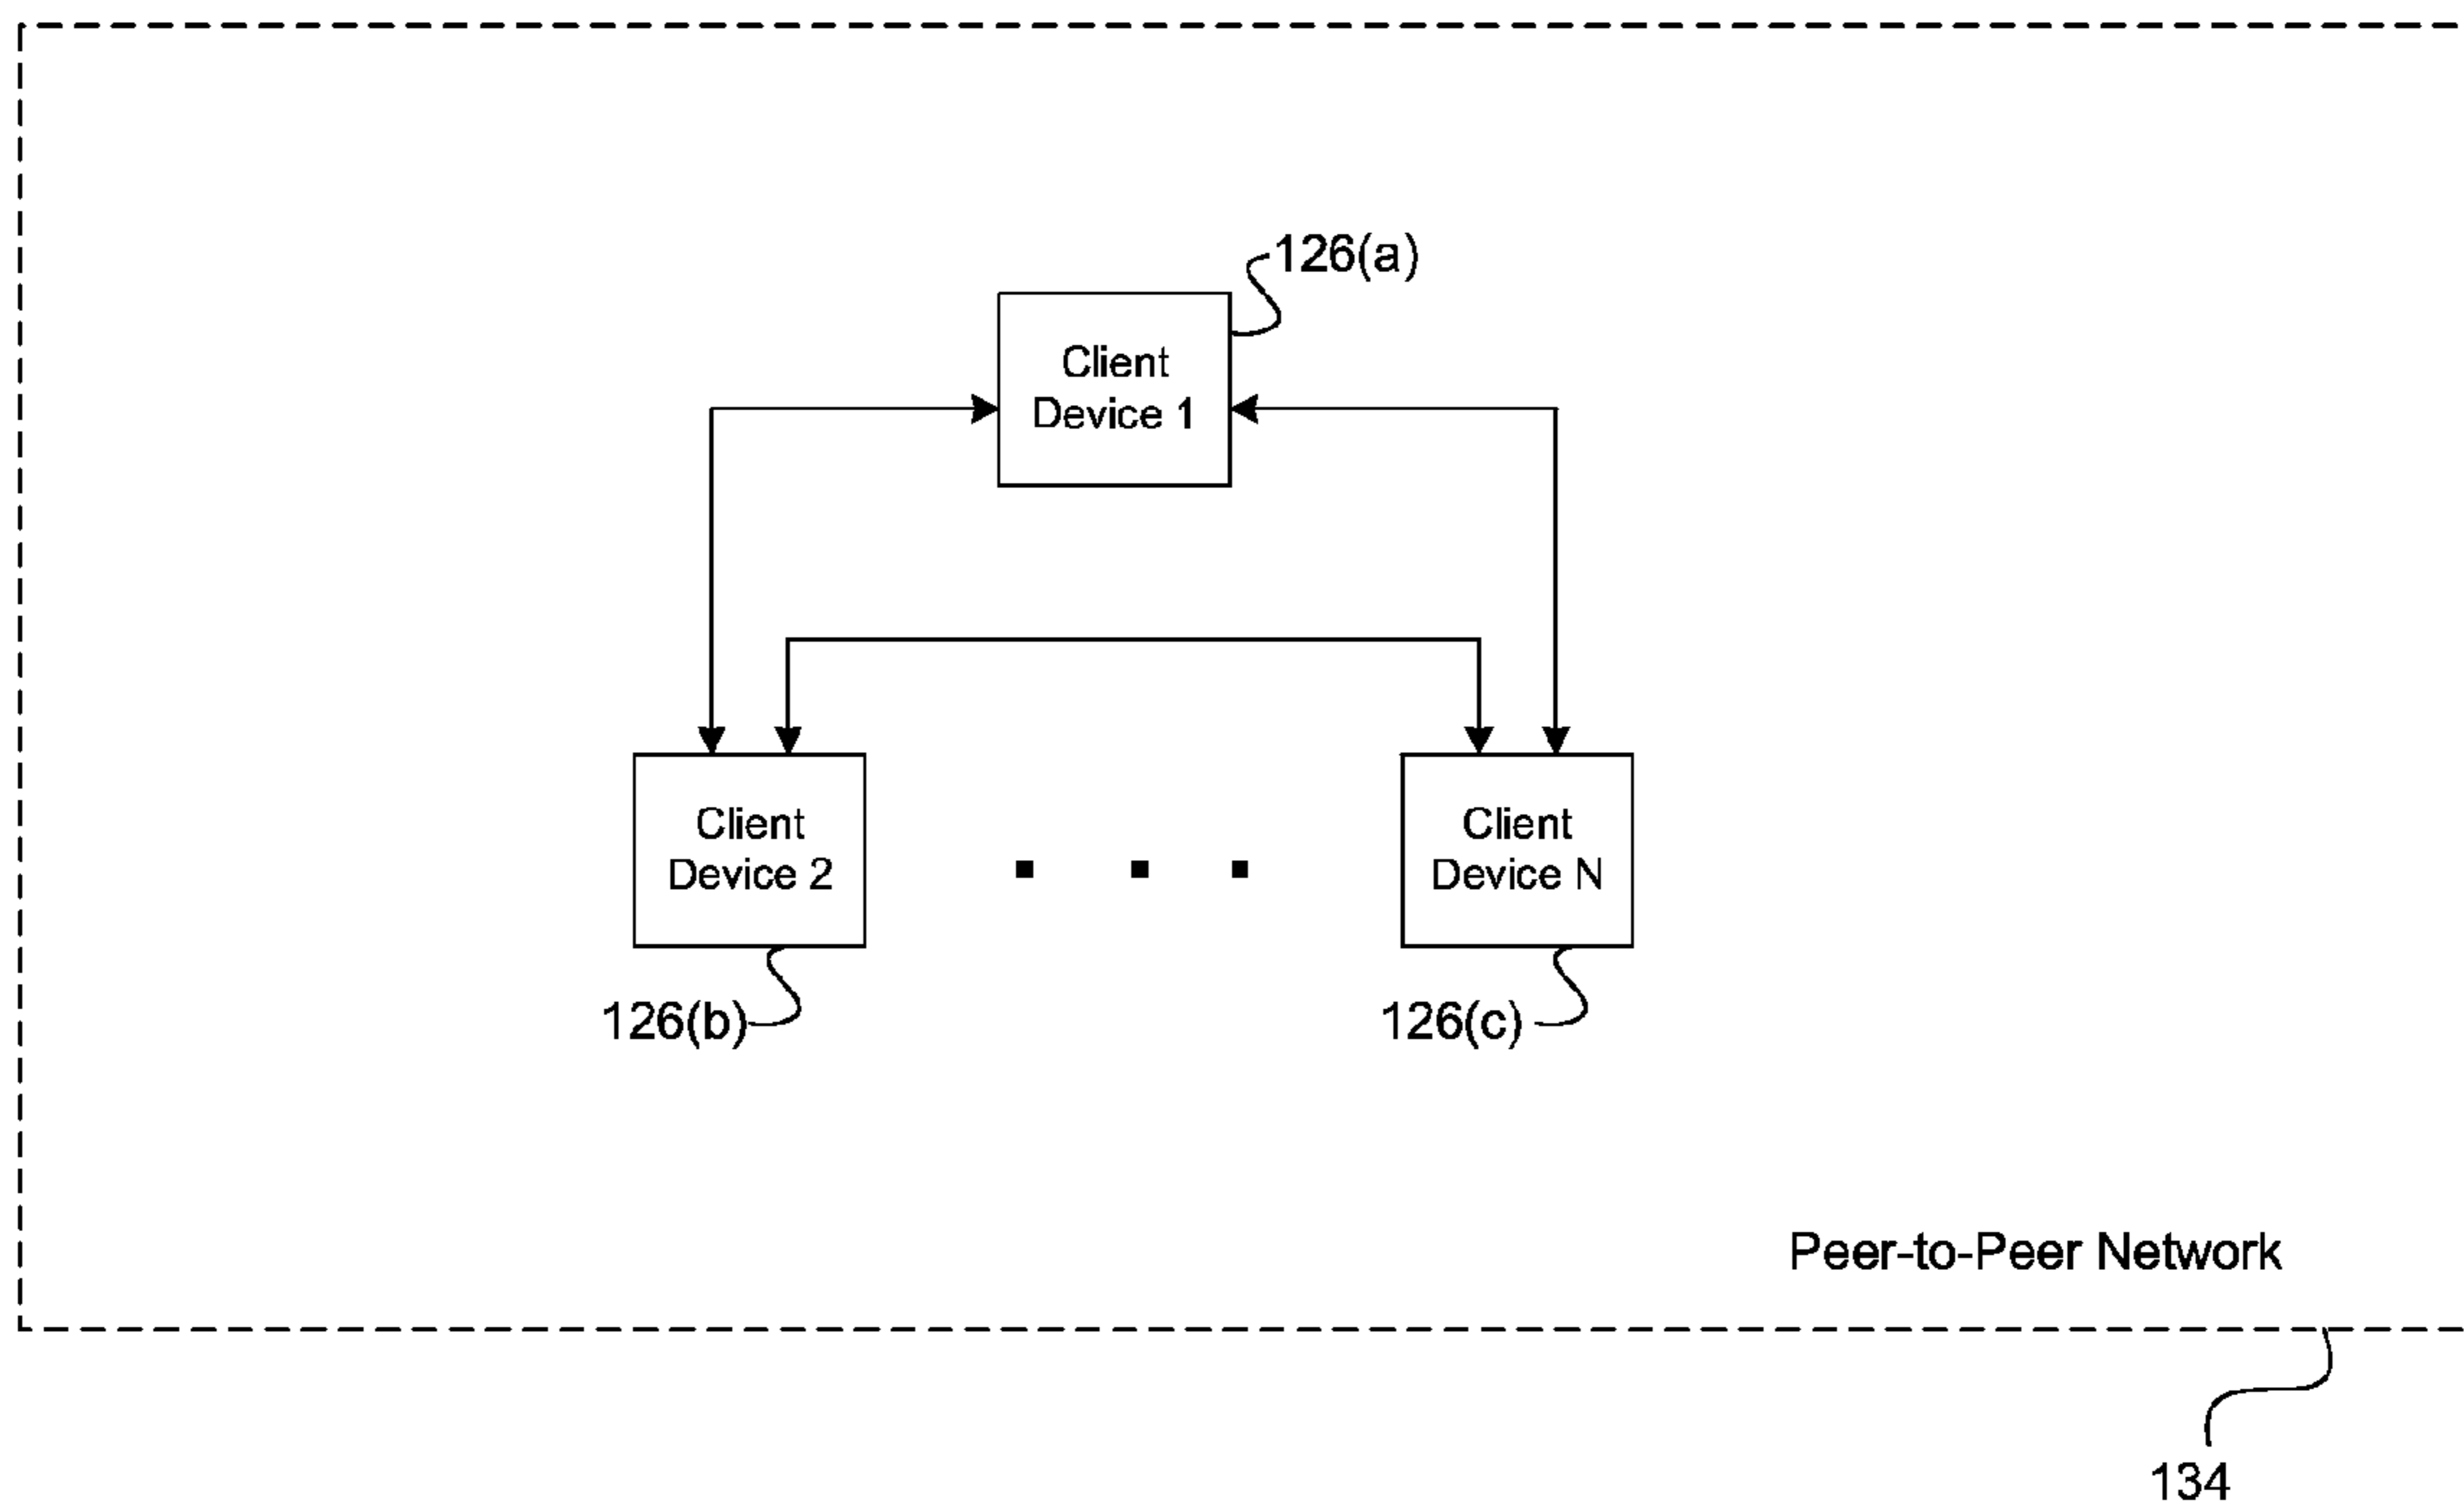 126(a)
Client
Device 1
Client
Device 2
Client
Device N
126(b)
126(c)
Peer-to-Peer Network
134